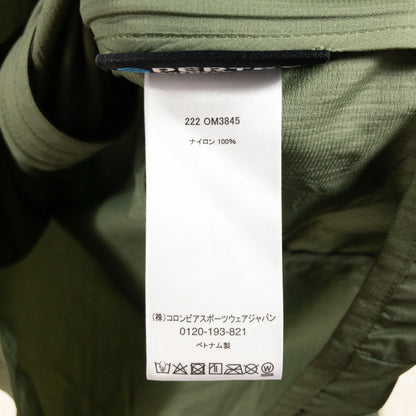 222 OM3845
ナイロン 100%
(株)コロンビアスポーツウェアジャパン
0120-193-821
ベトナム製